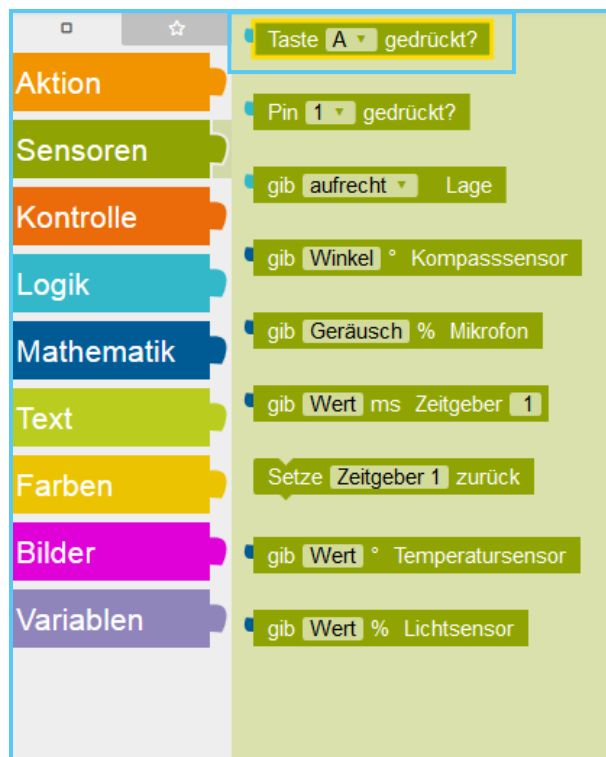 Aktion
Sensoren
Kontrolle
Logik
Mathematik
Text
Farben
Bilder
Variablen
Taste A gedrückt?
Pin 1 gedrückt?
gib aufrecht Lage
gib Winkel ° Kompasssensor
gib Geräusch % Mikrofon
gib Wert ms Zeitgeber 1
Setze Zeitgeber 1 zurück
gib Wert ° Temperatursensor
gib Wert % Lichtsensor